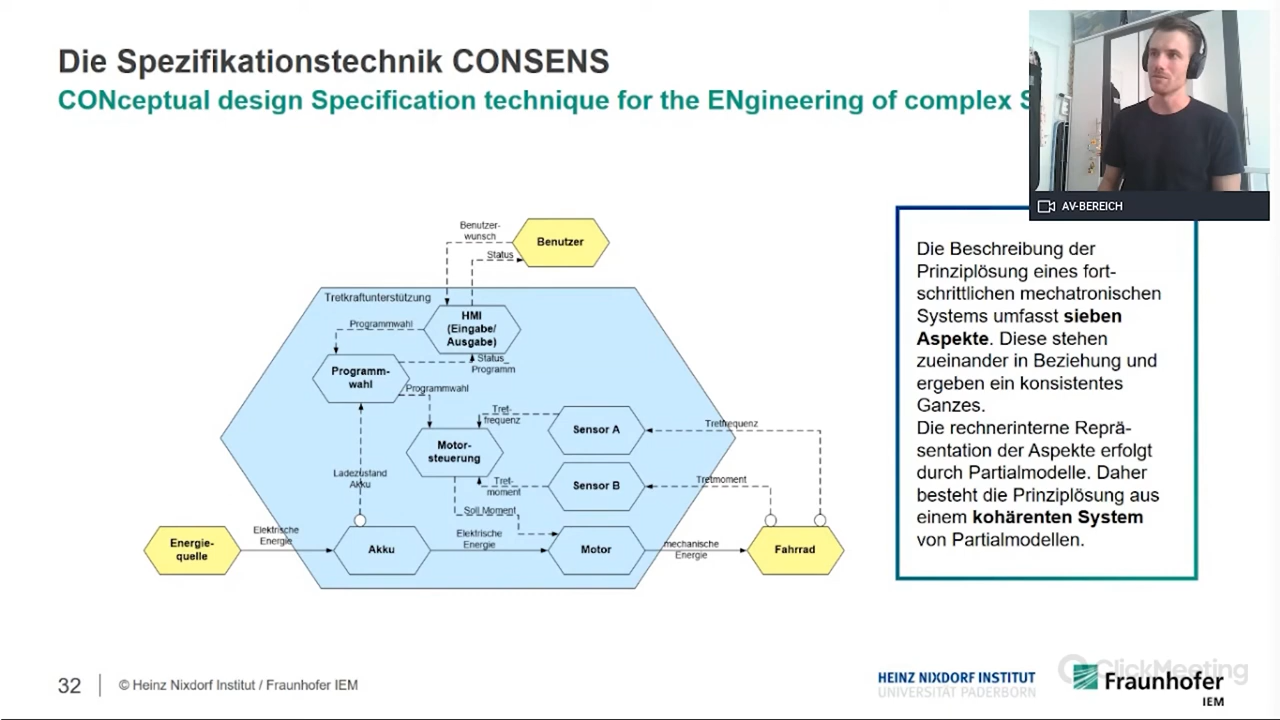 Die Spezifikationstechnik CONSENS
CONceptual design Specification technique for the ENgineering of complex S
AV-BEREICH
Benutzer-
wunsch
Status
Benutzer
Tretkraftunterstützung
HMI
(Eingabe/
Ausgabe)
Programmwahl
Status_
Programm
Programm-
wahl
Programmwahl
Tret-
frequenz
Sensor A
Tretfrequenz
Motor-
steuerung
Ladezustand
Akku
Tret-
moment
Sensor B
Tretmoment
Soll Moment
Energie-
quelle
Elektrische
Energie
Akku
Elektrische
Energie
Motor
mechanische
Energie
Fahrrad
Die Beschreibung der
Prinziplösung eines fort-
schrittlichen mechatronischen
Systems umfasst sieben
Aspekte. Diese stehen
zueinander in Beziehung und
ergeben ein konsistentes
Ganzes.
Die rechnerinterne Reprä-
sentation der Aspekte erfolgt
durch Partialmodelle. Daher
besteht die Prinziplösung aus
einem kohärenten System
von Partialmodellen.
32
© Heinz Nixdorf Institut / Fraunhofer IEM
HEINZ NIXDORF INSTITUT
UNIVERSITÄT PADERBORN
ClickMeeting
Fraunhofer
IEM